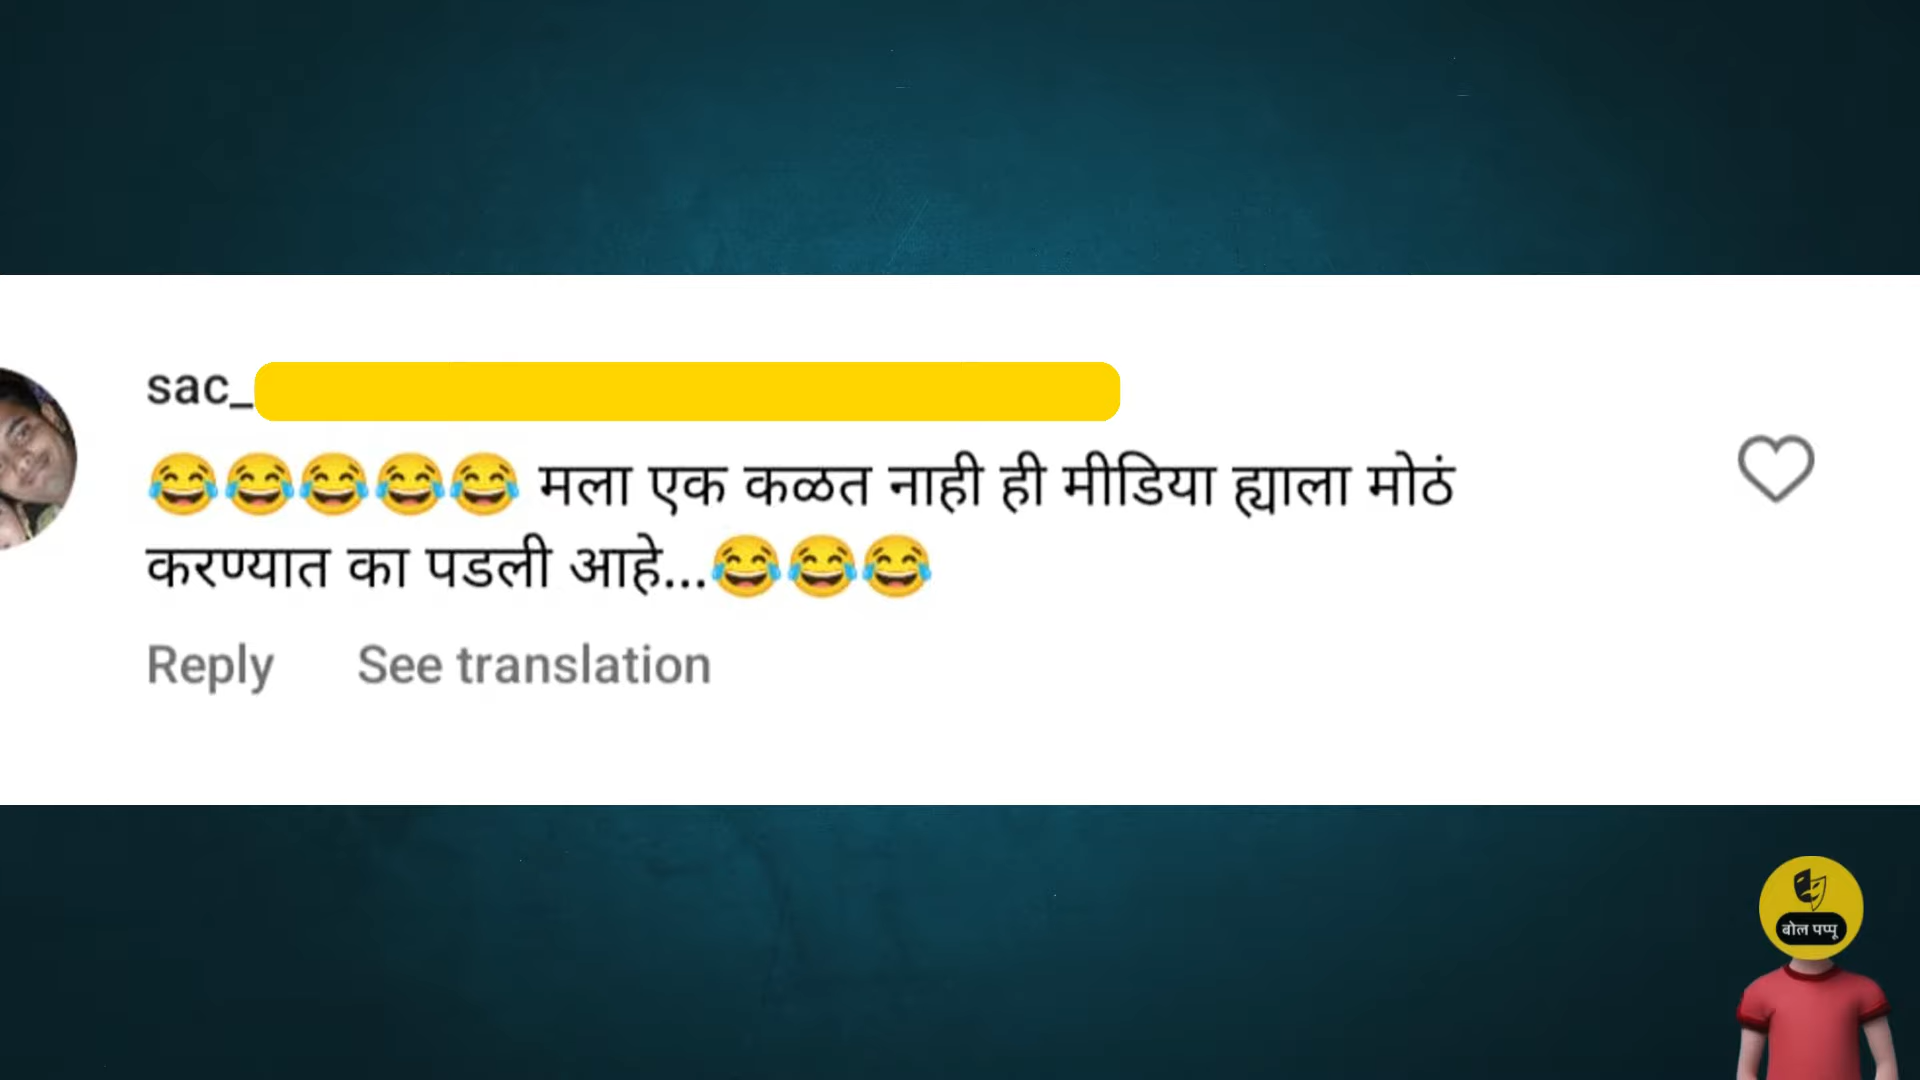 sac_
😂😂😂😂😂 मला एक कळत नाही ही मीडिया ह्याला मोठं
करण्यात का पडली आहे...😂😂😂
Reply See translation
बोल पप्पू